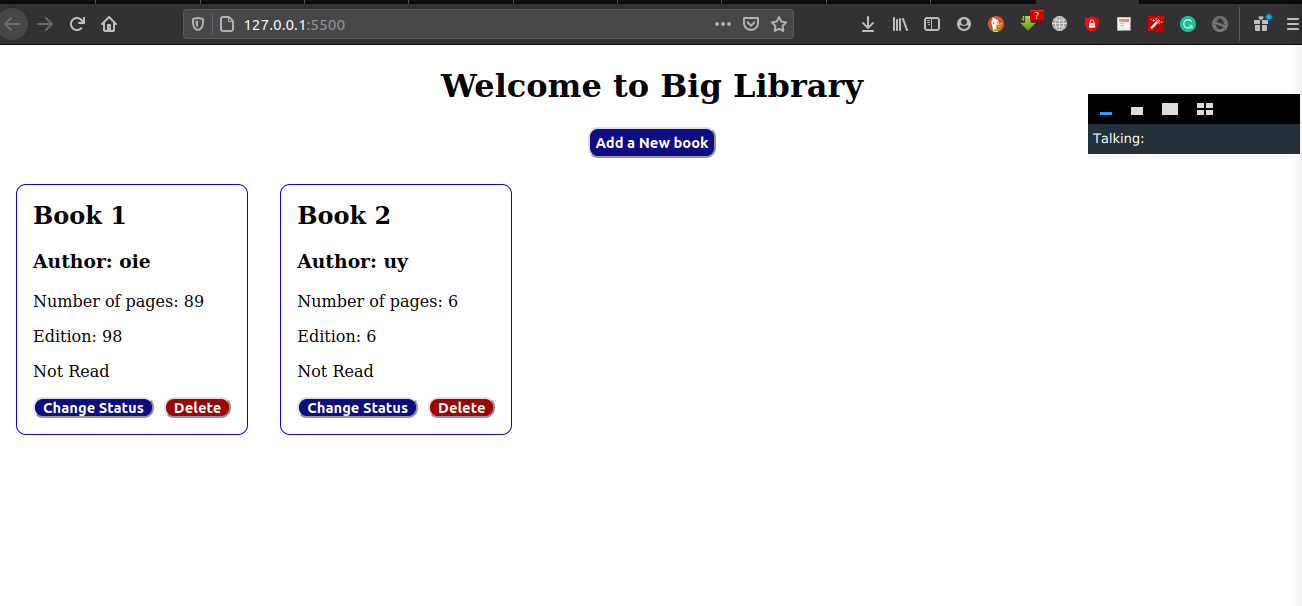 127.0.0.1:5500
?
Welcome to Big Library
Talking:
Add a New book
Book 1
Author: oie
Number of pages: 89
Edition: 98
Not Read
Change Status Delete
Book 2
Author: uy
Number of pages: 6
Edition: 6
Not Read
Change Status Delete